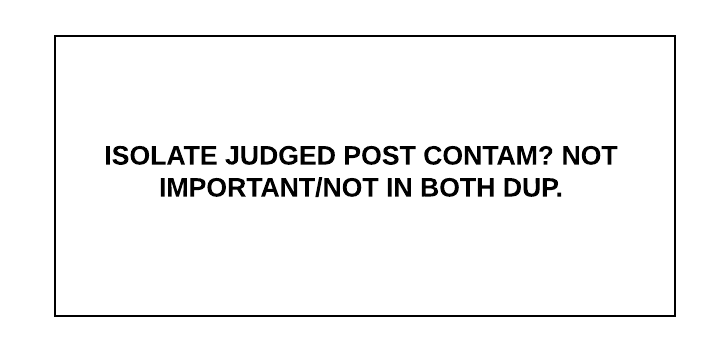 ISOLATE JUDGED POST CONTAM? NOT
IMPORTANT/NOT IN BOTH DUP.